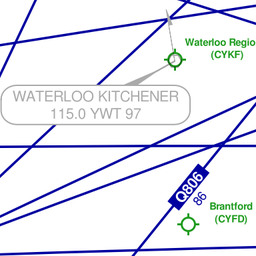 Waterloo Regio
(CYKF)
WATERLOO KITCHENER
115.0 YWT 97
Q806
86
Brantford
(CYFD)